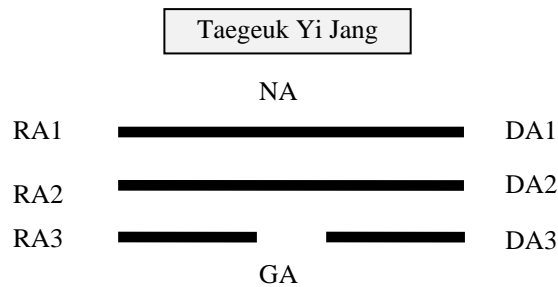 Taegeuk Yi Jang
NA
RA1 DA1
RA2 DA2
RA3 DA3
GA